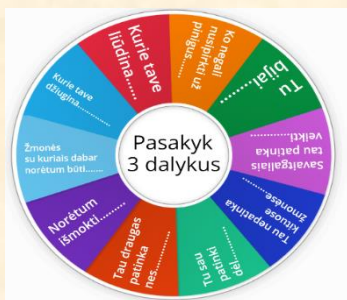 Pasakyk
3 dalykus
Kurie tave
liūdina......
Ko negali
nusipirkti už
pinigus......
Tu
bijai..........
Savaitgaliais
tau patinka
veikti..........
Tau nepatinka
kituose
žmonėse..........
Tu sau
patinki
dėl......
Tau draugas
patinka
nes..........
Norėtum
išmokti..........
Žmonės
su kuriais dabar
norėtum būti.......
Kurie tave
džiugina..........